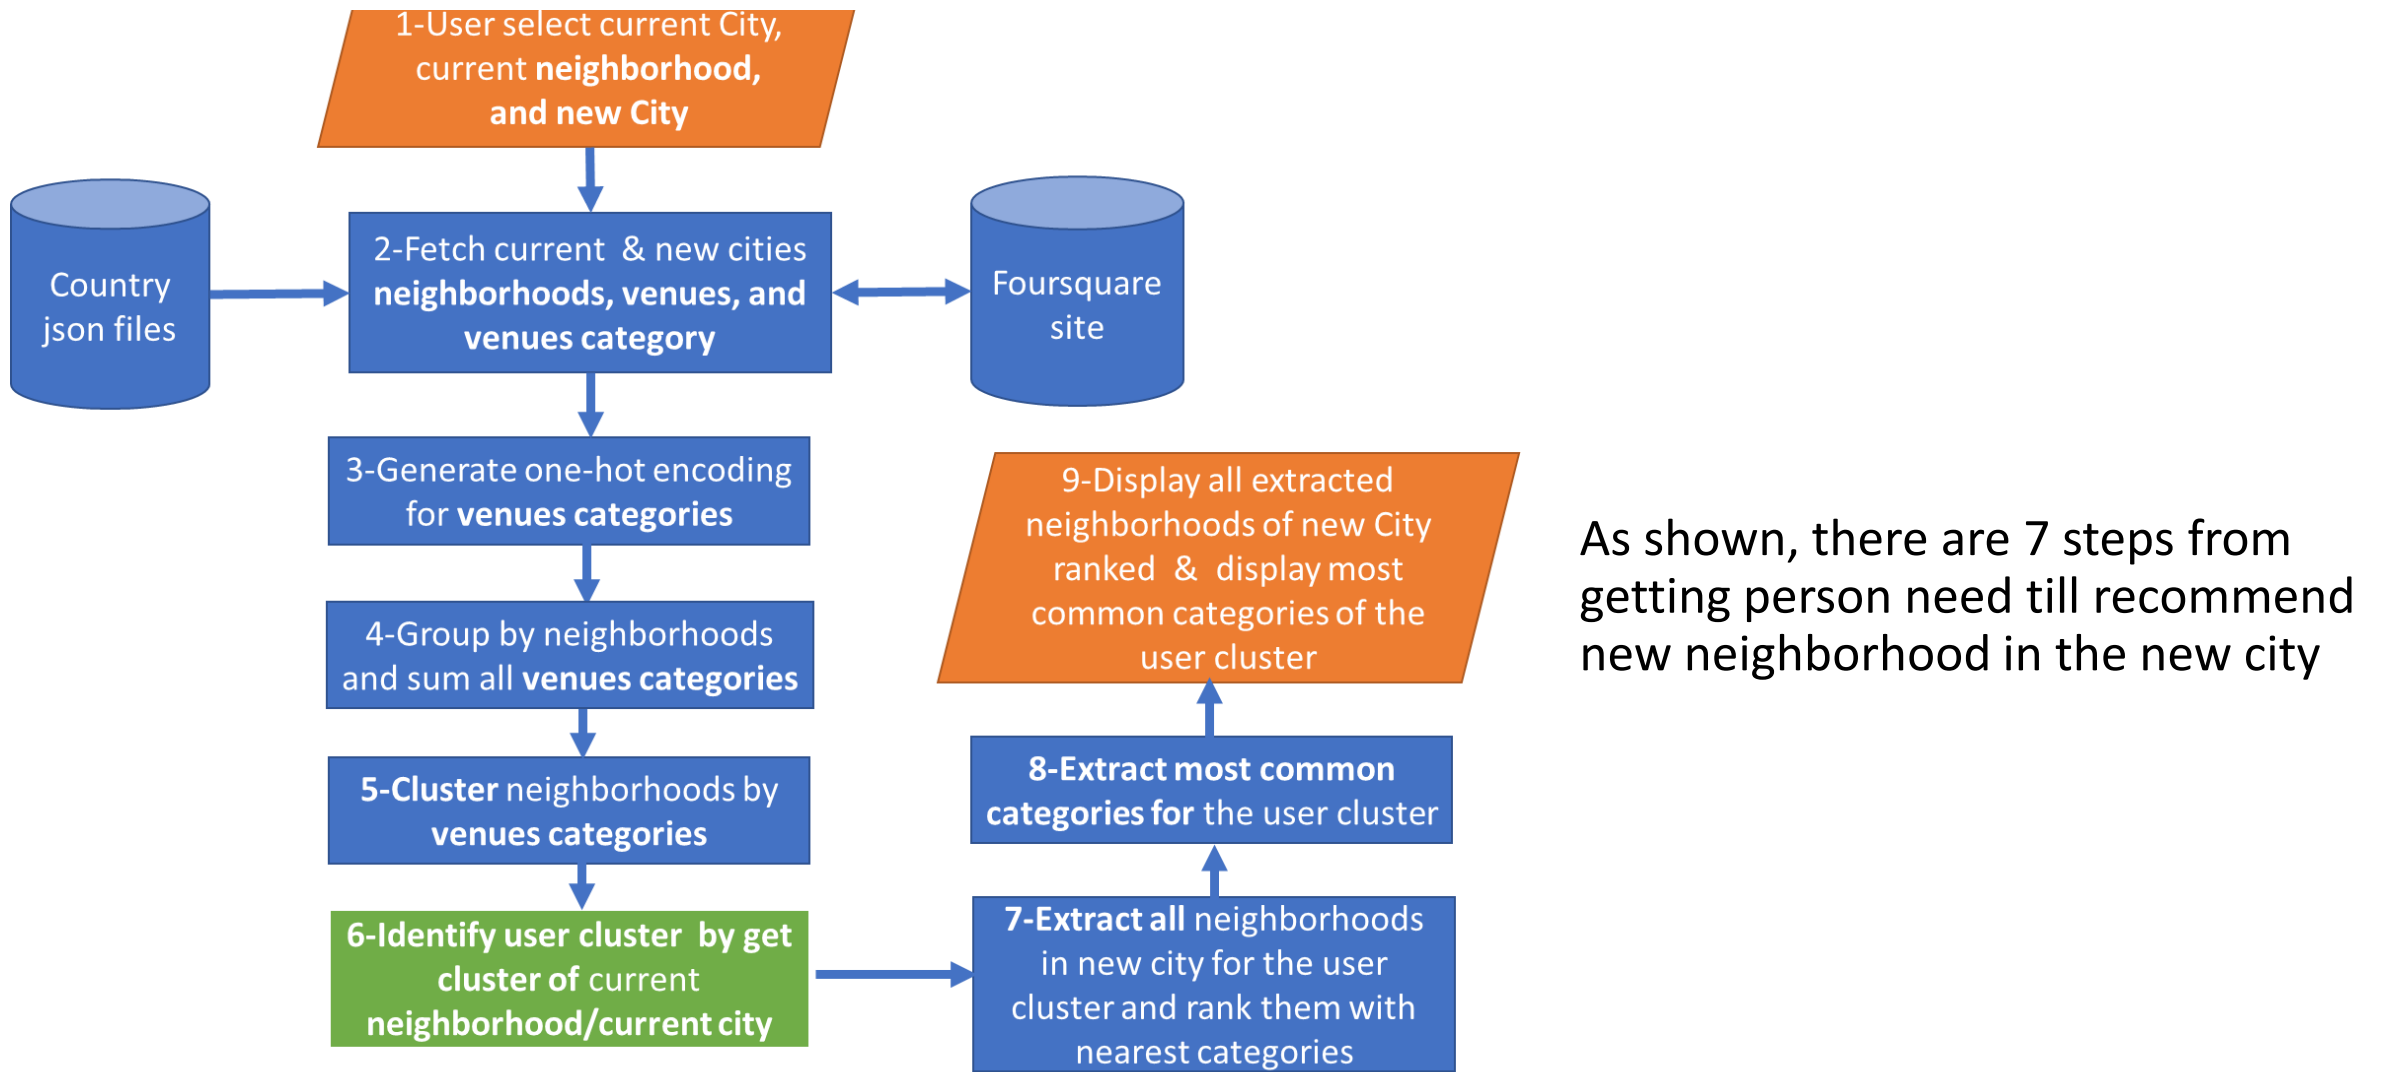 1-User select current City,
current neighborhood,
and new City
Country
json files
2-Fetch current & new cities
neighborhoods, venues, and
venues category
Foursquare
site
3-Generate one-hot encoding
for venues categories
4-Group by neighborhoods
and sum all venues categories
5-Cluster neighborhoods by
venues categories
6-Identify user cluster by get
cluster of current
neighborhood/current city
7-Extract all neighborhoods
in new city for the user
cluster and rank them with
nearest categories
8-Extract most common
categories for the user cluster
9-Display all extracted
neighborhoods of new City
ranked & display most
common categories of the
user cluster
As shown, there are 7 steps from
getting person need till recommend
new neighborhood in the new city